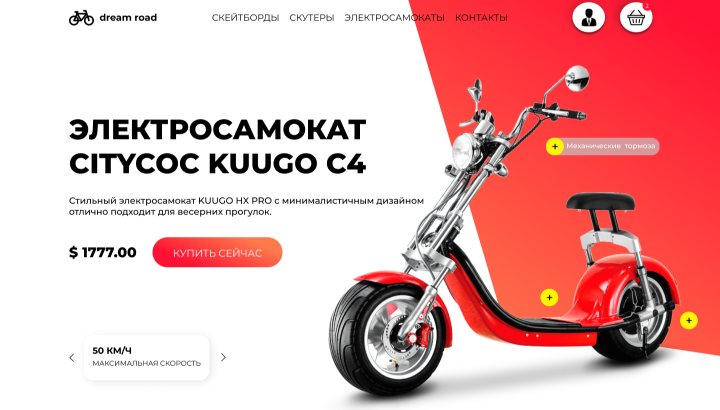 dream road
СКЕЙТБОРДЫ СКУТЕРЫ ЭЛЕКТРОСАМОКАТЫ КОНТАКТЫ
2
ЭЛЕКТРОСАМОКАТ
CITYCOC KUUGO C4
+ Механические тормоза
Стильный электросамокат KUUGO HX PRO с минималистичным дизайном
отлично подходит для весерних прогулок.
$ 1777.00
КУПИТЬ СЕЙЧАС
+
+
50 КМ/Ч
МАКСИМАЛЬНАЯ СКОРОСТЬ